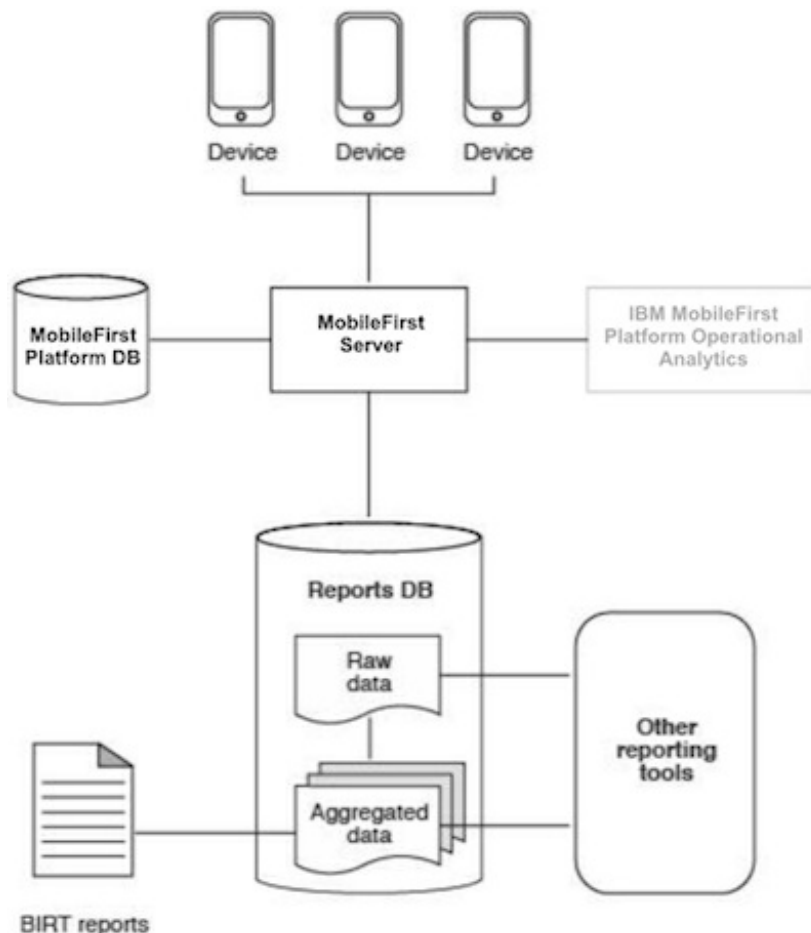 Device
Device
Device
MobileFirst
Platform DB
MobileFirst
Server
IBM MobileFirst
Platform Operational
Analytics
Reports DB
Raw
data
Other
reporting
tools
Aggregated
data
BIRT reports